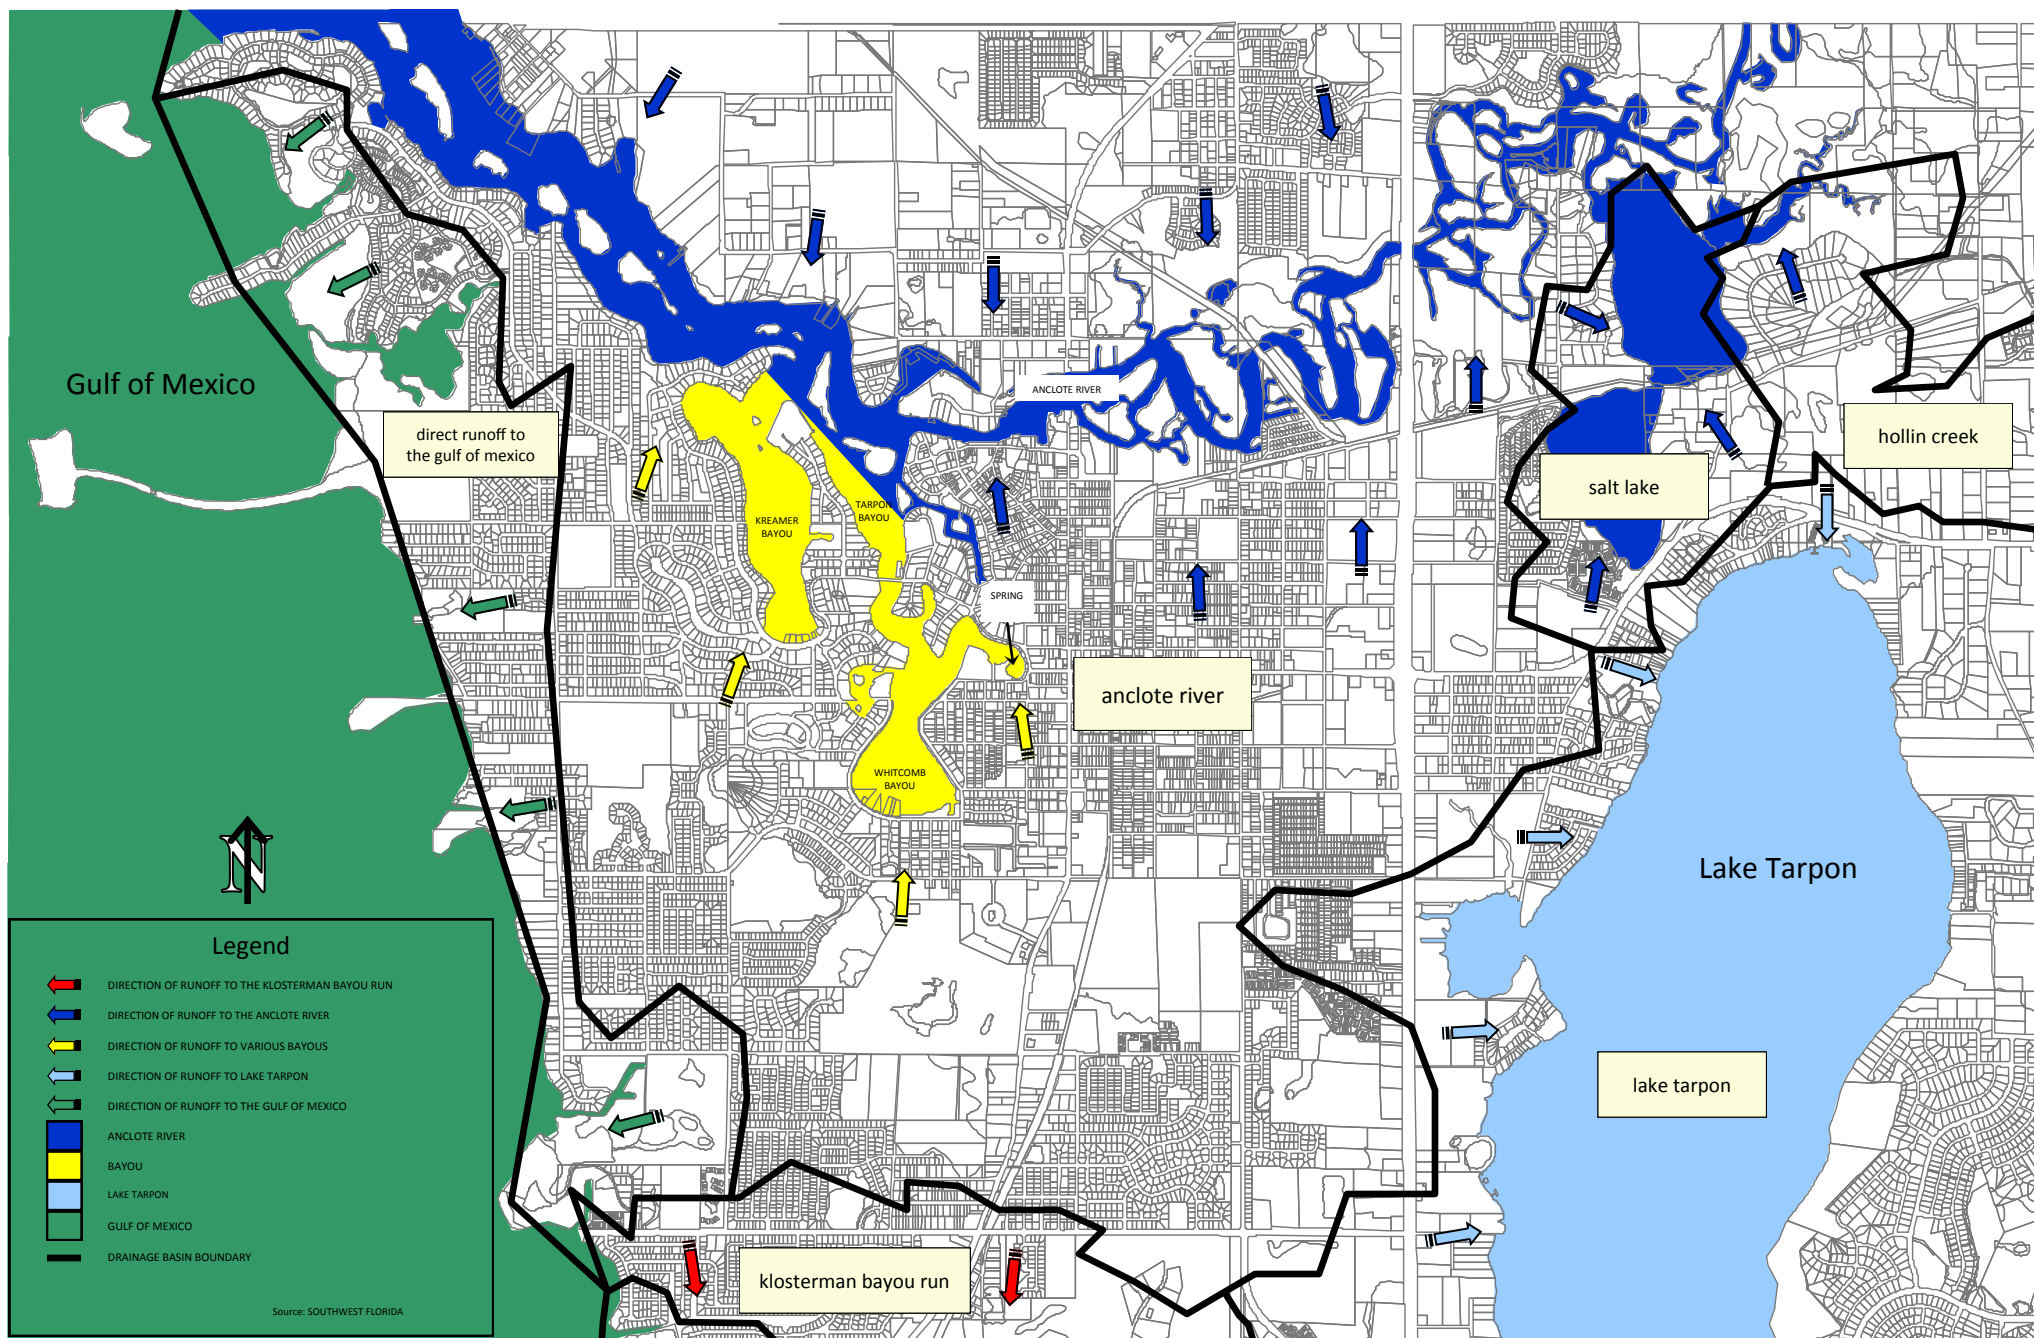 Gulf of Mexico
direct runoff to
the gulf of mexico
ANCLOTE RIVER
hollin creek
salt lake
KREAMER
BAYOU
TARPON
BAYOU
SPRING
anclote river
WHITCOMB
BAYOU
Lake Tarpon
N
lake tarpon
klosterman bayou run
Legend
DIRECTION OF RUNOFF TO THE KLOSTERMAN BAYOU RUN
DIRECTION OF RUNOFF TO THE ANCLOTE RIVER
DIRECTION OF RUNOFF TO VARIOUS BAYOUS
DIRECTION OF RUNOFF TO LAKE TARPON
DIRECTION OF RUNOFF TO THE GULF OF MEXICO
ANCLOTE RIVER
BAYOU
LAKE TARPON
GULF OF MEXICO
DRAINAGE BASIN BOUNDARY
Source: SOUTHWEST FLORIDA